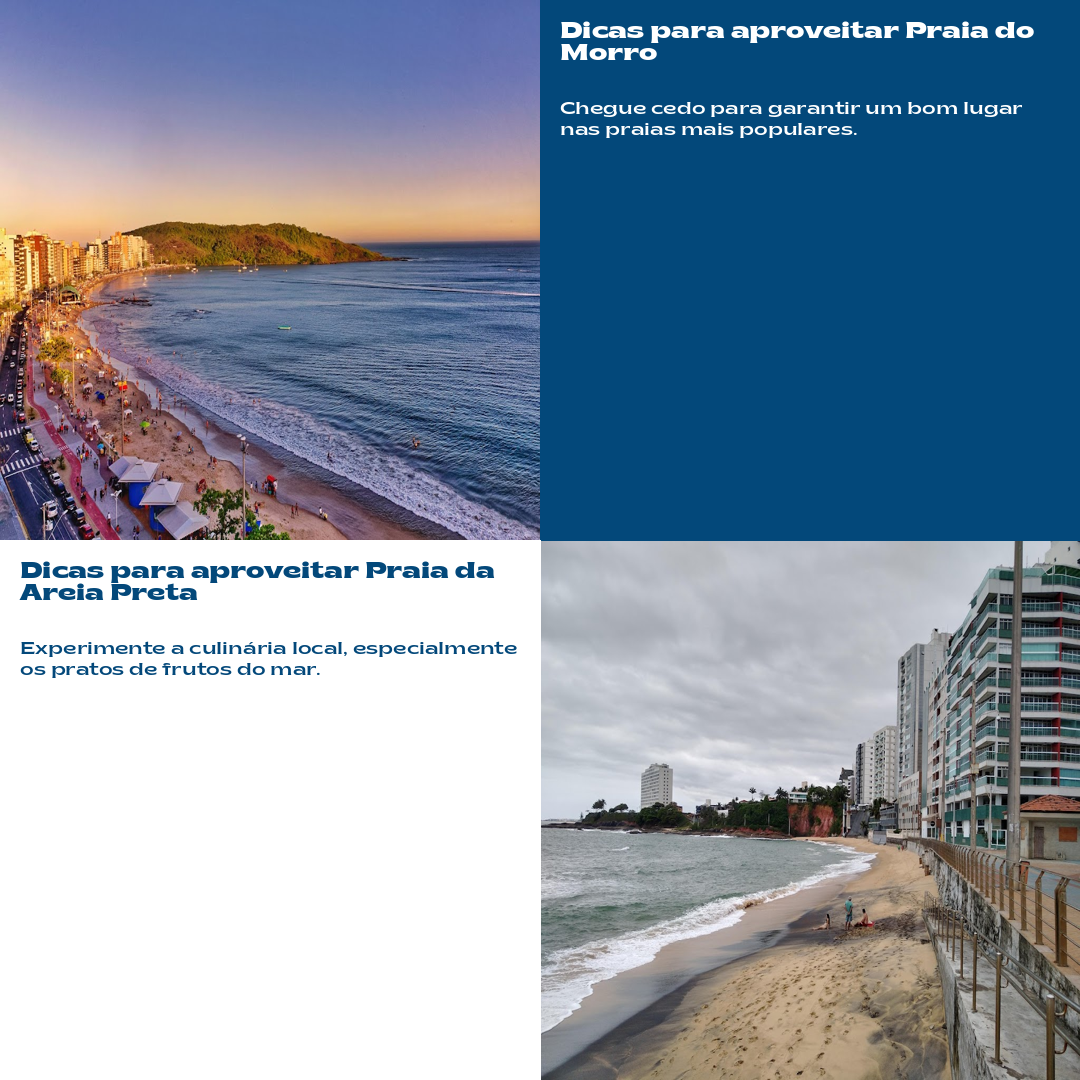 Dicas para aproveitar Praia do
Morro
Chegue cedo para garantir um bom lugar
nas praias mais populares.
Dicas para aproveitar Praia da
Areia Preta
Experimente a culinária local, especialmente
os pratos de frutos do mar.